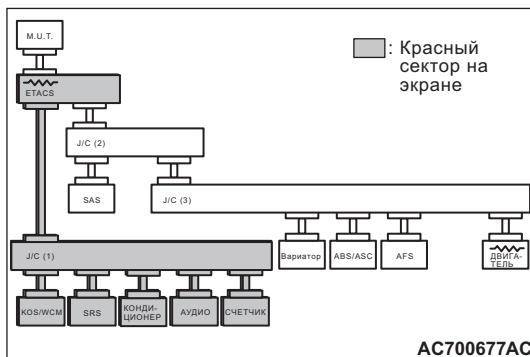 M.U.T.
: Красный
сектор на
экране
ETACS
J/C (2)
SAS
J/C (3)
J/C (1)
Вариатор
ABS/ASC
AFS
ДВИГА-
ТЕЛЬ
KOS/WCM
SRS
КОНДИ-
ЦИОНЕР
АУДИО
СЧЕТЧИК
AC700677AC